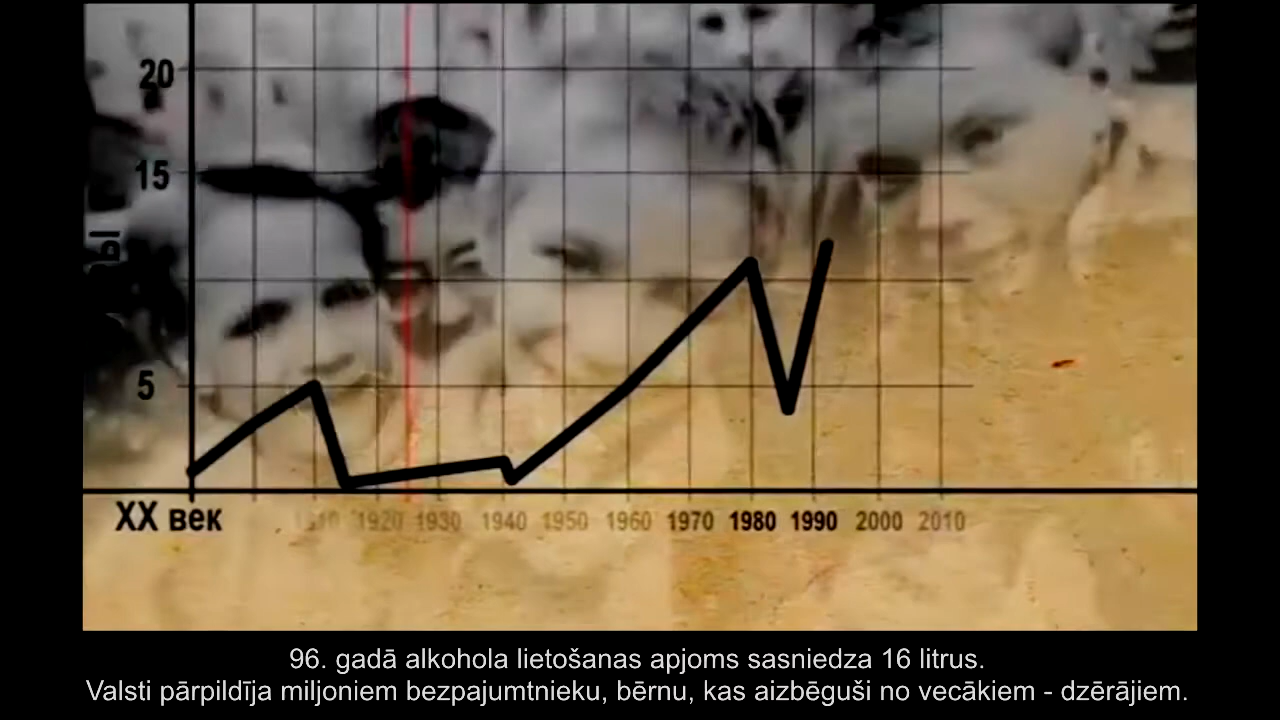 20
15
5
XX век
1910 1920 1930 1940 1950 1960 1970 1980 1990 2000 2010
96. gadā alkohola lietošanas apjoms sasniedza 16 litrus.
Valsti pārpildīja miljoniem bezpajumtnieku, bērnu, kas aizbēguši no vecākiem - dzērājiem.